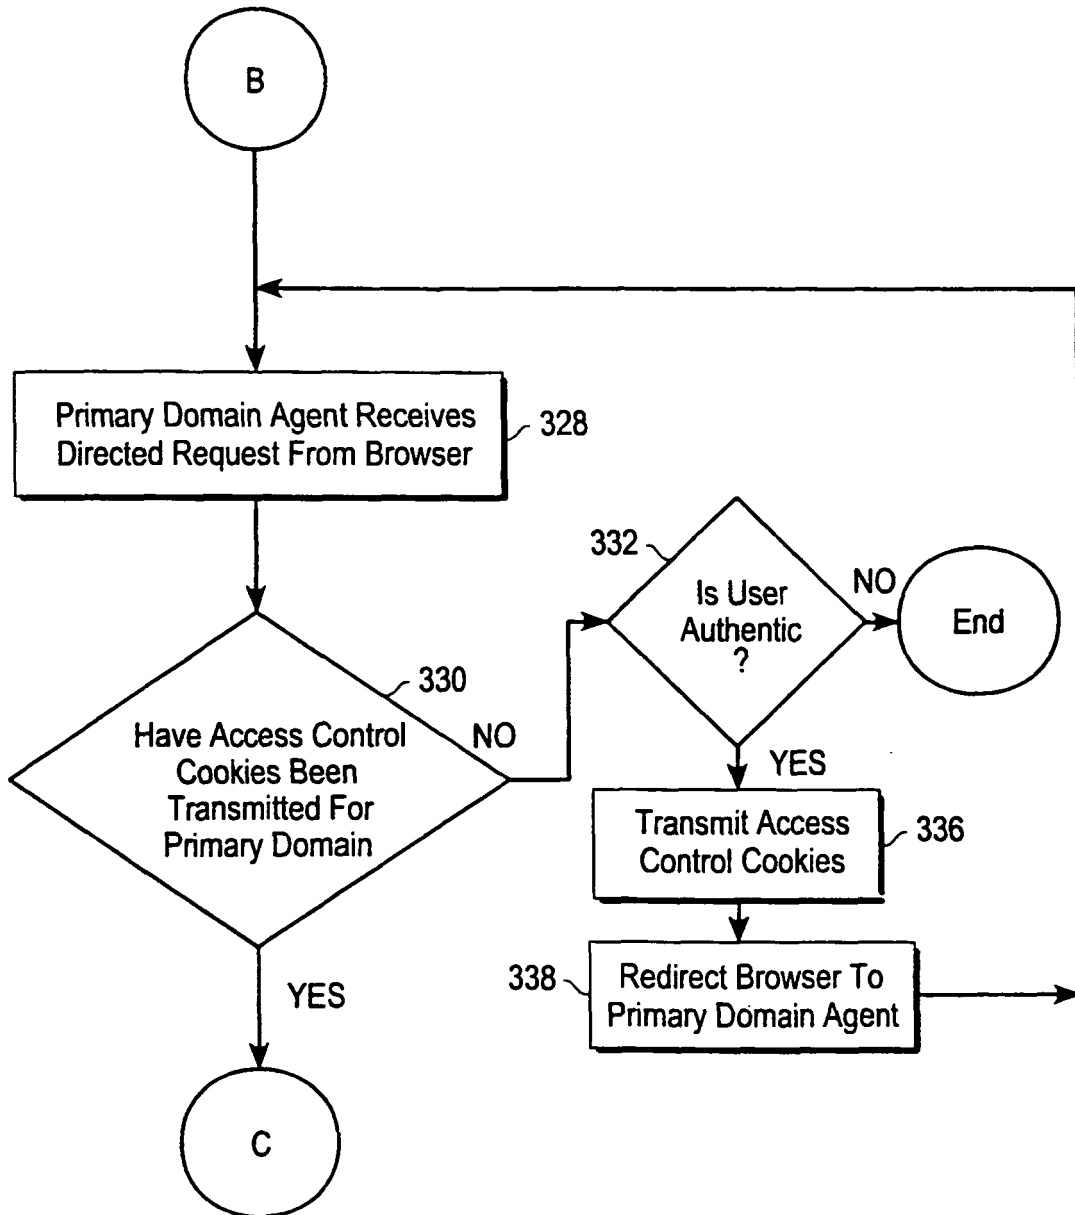 B
Primary Domain Agent Receives
Directed Request From Browser
328
332
Is User
Authentic
?
NO
End
330
Have Access Control
Cookies Been
Transmitted For
Primary Domain
NO
YES
Transmit Access
Control Cookies
336
338
Redirect Browser To
Primary Domain Agent
YES
C